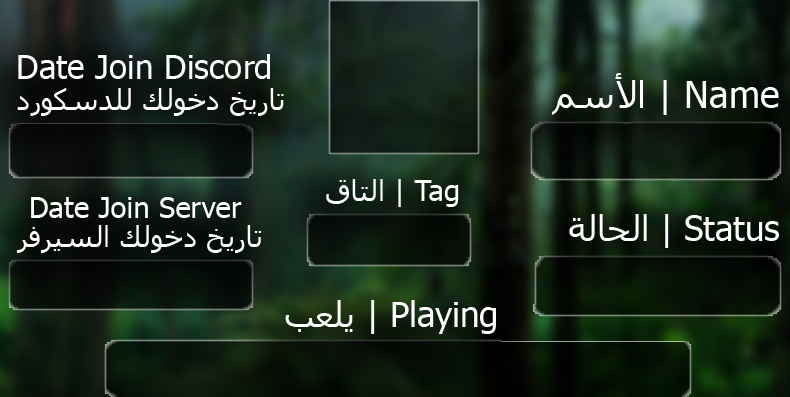 Date Join Discord
تاريخ دخولك للدسكورد
الأسم | Name
التاق | Tag
Date Join Server
تاريخ دخولك السيرفر
الحالة | Status
يلعب | Playing